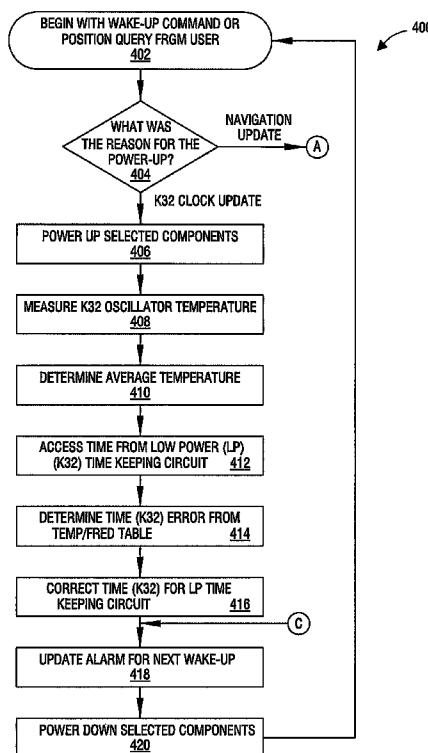 400
BEGIN WITH WAKE-UP COMMAND OR
POSITION QUERY FRGM USER
402
WHAT WAS
THE REASON FOR THE
POWER-UP?
404
NAVIGATION
UPDATE
A
K32 CLOCK UPDATE
POWER UP SELECTED COMPONENTS
406
MEASURE K32 OSCILLATOR TEMPERATURE
408
DETERMINE AVERAGE TEMPERATURE
410
ACCESS TIME FROM LOW POWER (LP)
(K32) TIME KEEPING CIRCUIT 412
DETERMINE TIME (K32) ERROR FROM
TEMP/FRED TABLE 414
CORRECT TIME (K32) FOR LP TIME
KEEPING CIRCUIT 416
C
UPDATE ALARM FOR NEXT WAKE-UP
418
POWER DOWN SELECTED COMPONENTS
420